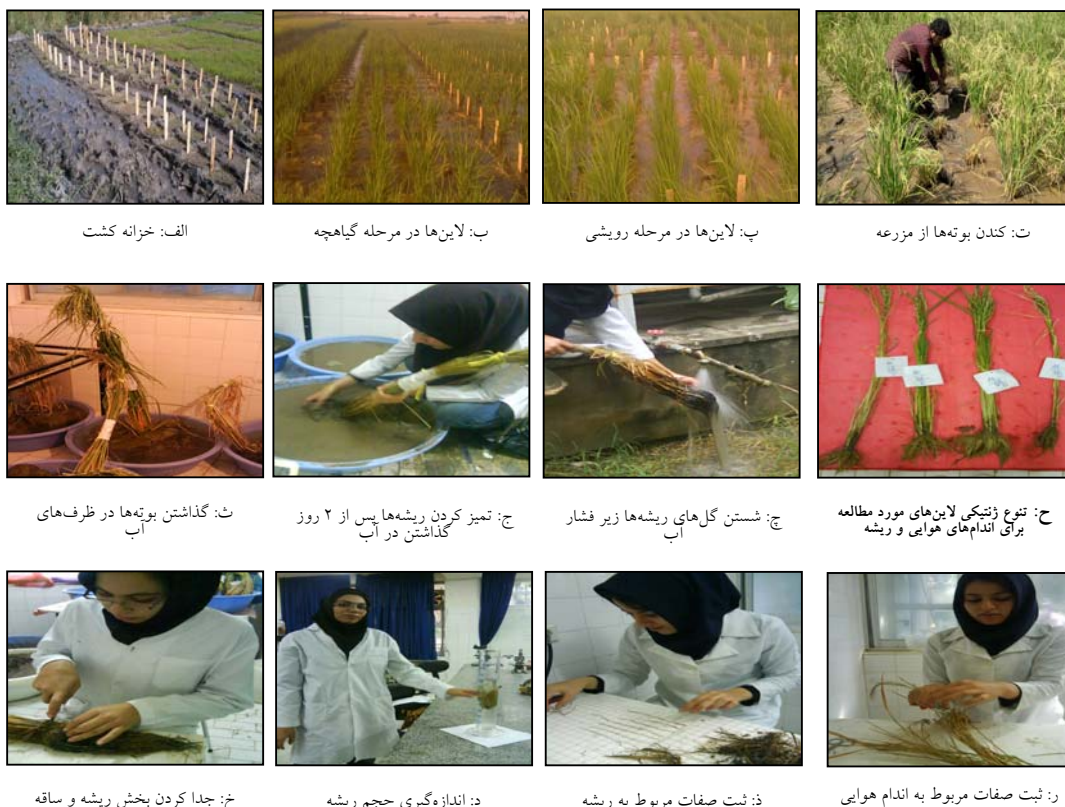 الف: خزانه کشت
ب: لاین‌ها در مرحله گیاهچه
پ: لاین‌ها در مرحله رویشی
ت: کندن بوته‌ها از مزرعه
ث: گذاشتن بوته‌ها در ظرف‌های
آب
ج: تمیز کردن ریشه‌ها پس از ۲ روز
گذاشتن در آب
چ: شستن گل‌های ریشه‌ها زیر فشار
آب
ح: تنوع ژنتیکی لاین‌های مورد مطالعه
برای اندام‌های هوایی و ریشه
خ: جدا کردن بخش ریشه و ساقه
د: اندازه‌گیری حجم ریشه
ذ: ثبت صفات مربوط به ریشه
ر: ثبت صفات مربوط به اندام هوایی